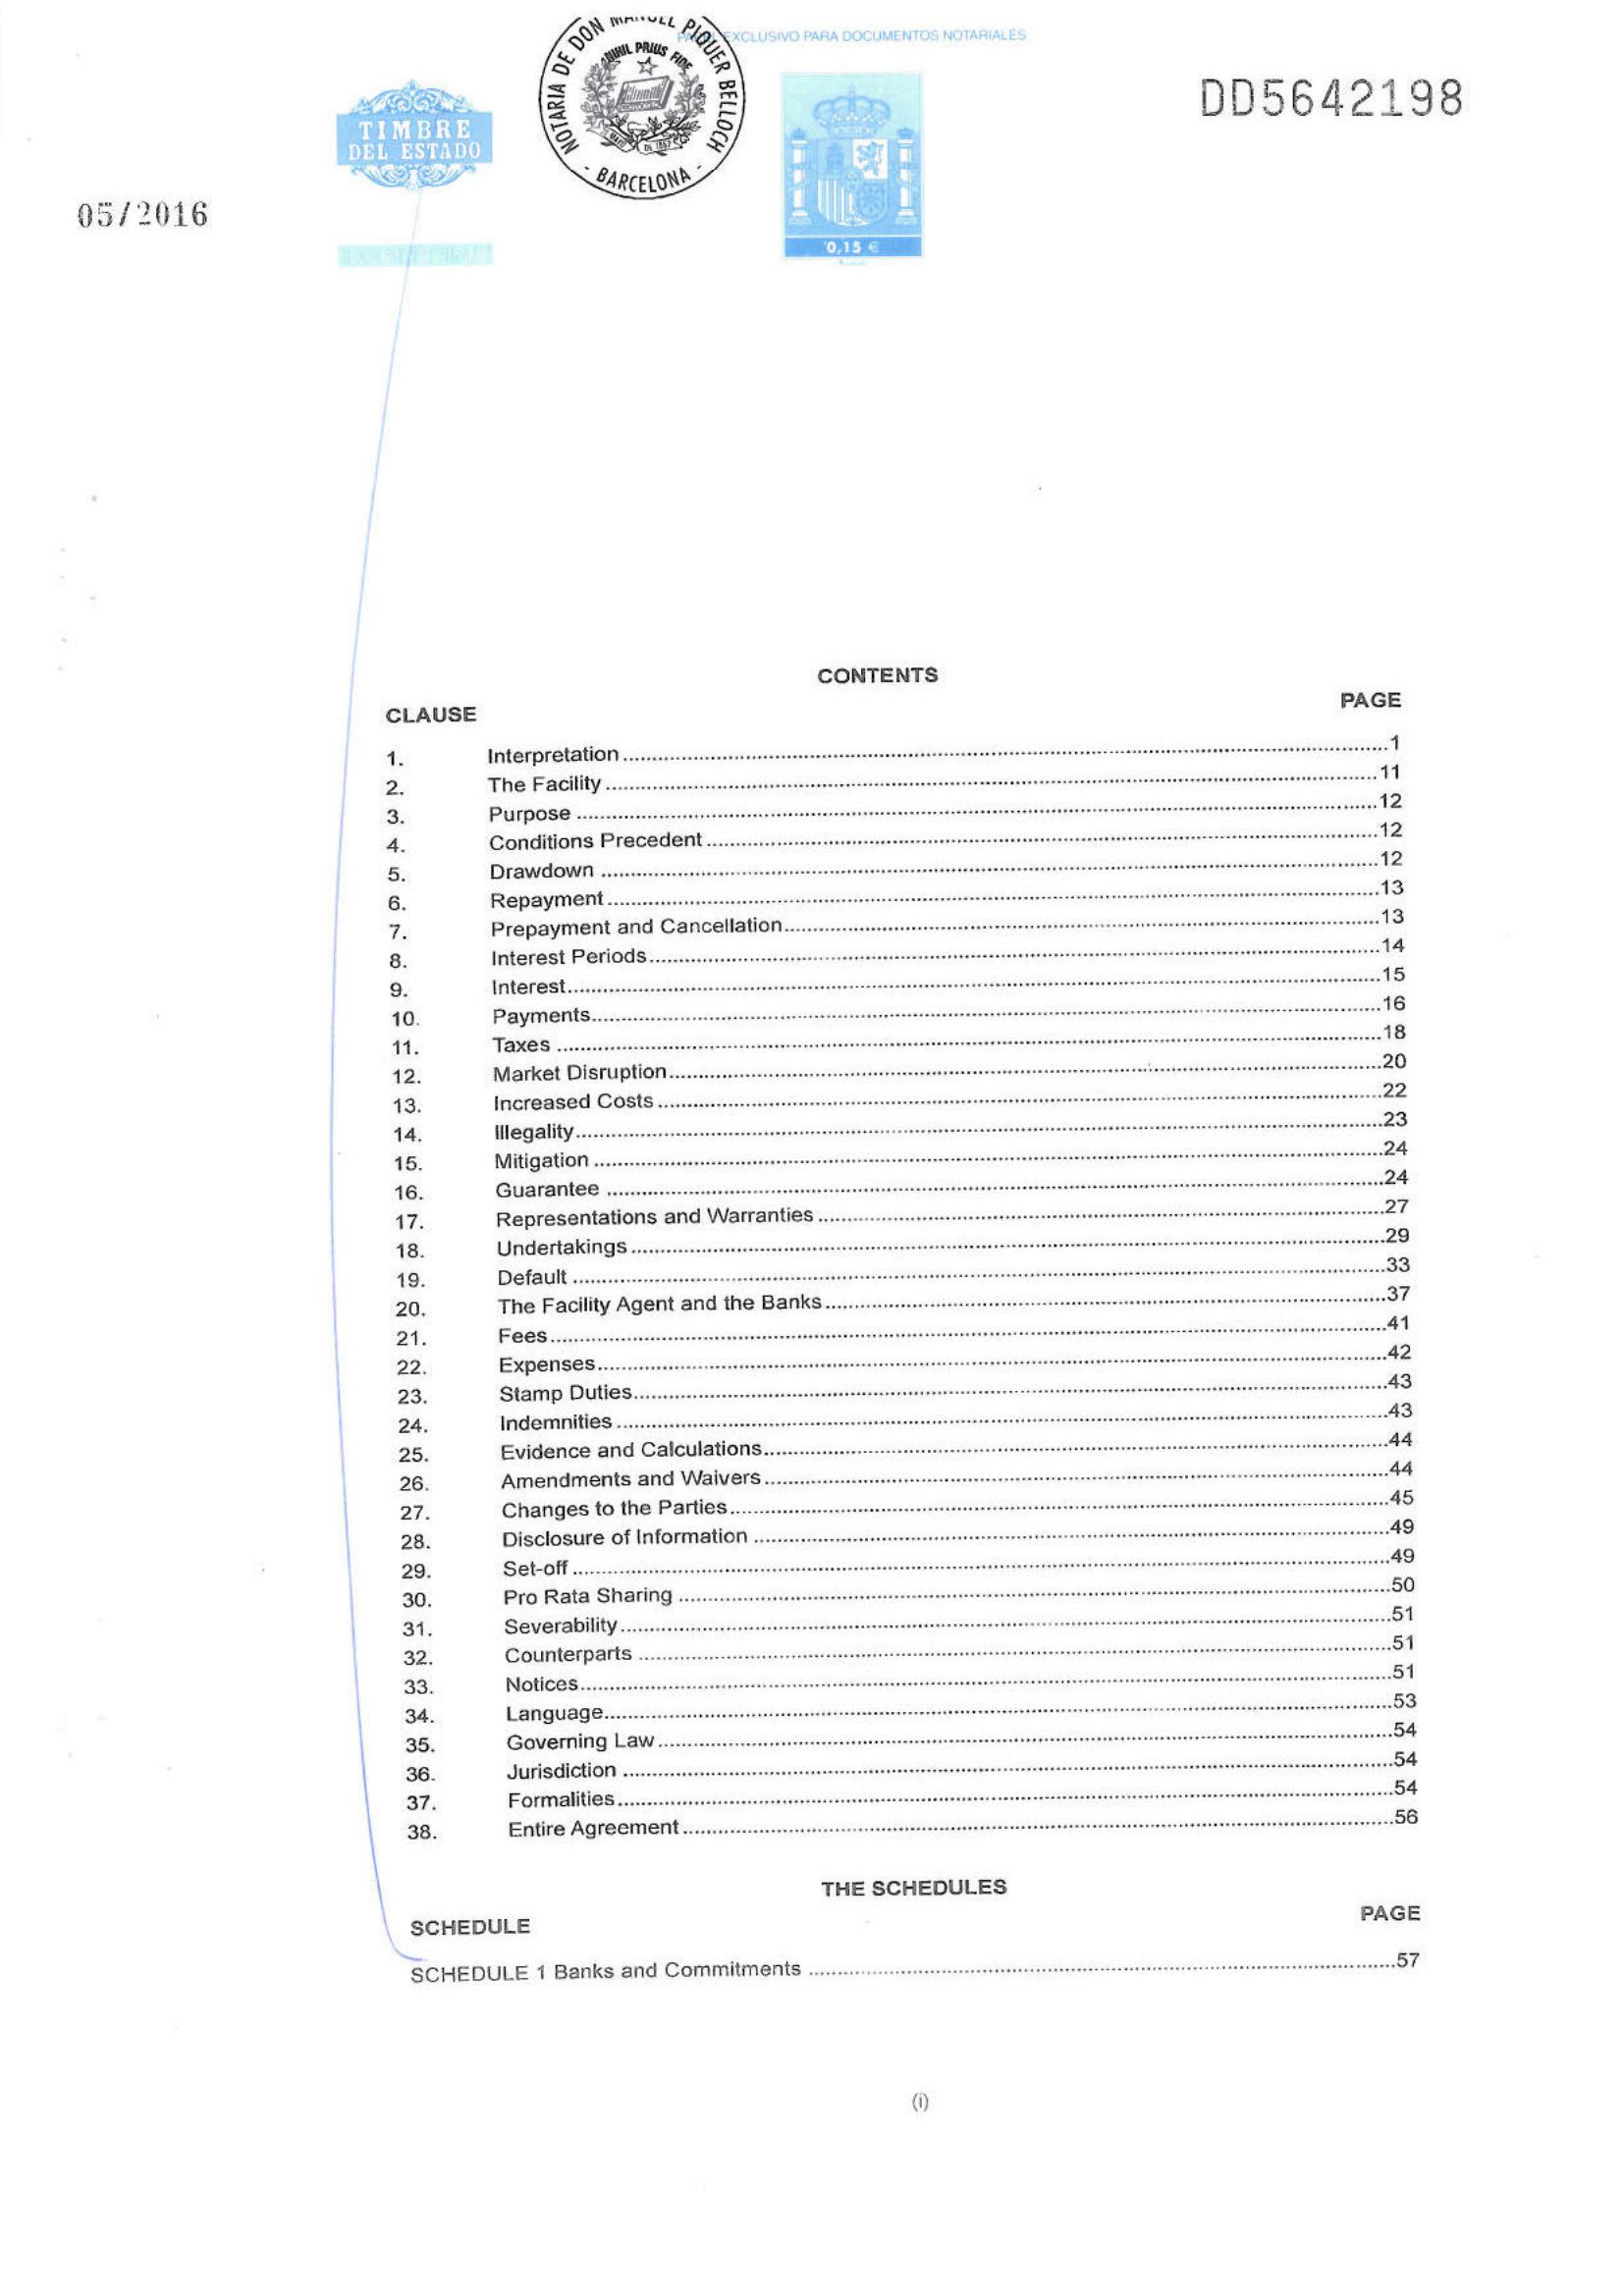 PAPEL EXCLUSIVO PARA DOCUMENTOS NOTARIALES
NOTARIA DE DON MANUEL PIQUER BELLOCH
NIHIL PRIUS FIDE
- BARCELONA -
TIMBRE
DEL ESTADO
DD5642198
05/2016
0,15 €
CONTENTS
CLAUSE PAGE
1. Interpretation 1
2. The Facility 11
3. Purpose 12
4. Conditions Precedent 12
5. Drawdown 12
6. Repayment 13
7. Prepayment and Cancellation 13
8. Interest Periods 14
9. Interest 15
10. Payments 16
11. Taxes 18
12. Market Disruption 20
13. Increased Costs 22
14. Illegality 23
15. Mitigation 24
16. Guarantee 24
17. Representations and Warranties 27
18. Undertakings 29
19. Default 33
20. The Facility Agent and the Banks 37
21. Fees 41
22. Expenses 42
23. Stamp Duties 43
24. Indemnities 43
25. Evidence and Calculations 44
26. Amendments and Waivers 44
27. Changes to the Parties 45
28. Disclosure of Information 49
29. Set-off 49
30. Pro Rata Sharing 50
31. Severability 51
32. Counterparts 51
33. Notices 51
34. Language 53
35. Governing Law 54
36. Jurisdiction 54
37. Formalities 54
38. Entire Agreement 56
THE SCHEDULES
SCHEDULE PAGE
SCHEDULE 1 Banks and Commitments 57
(i)